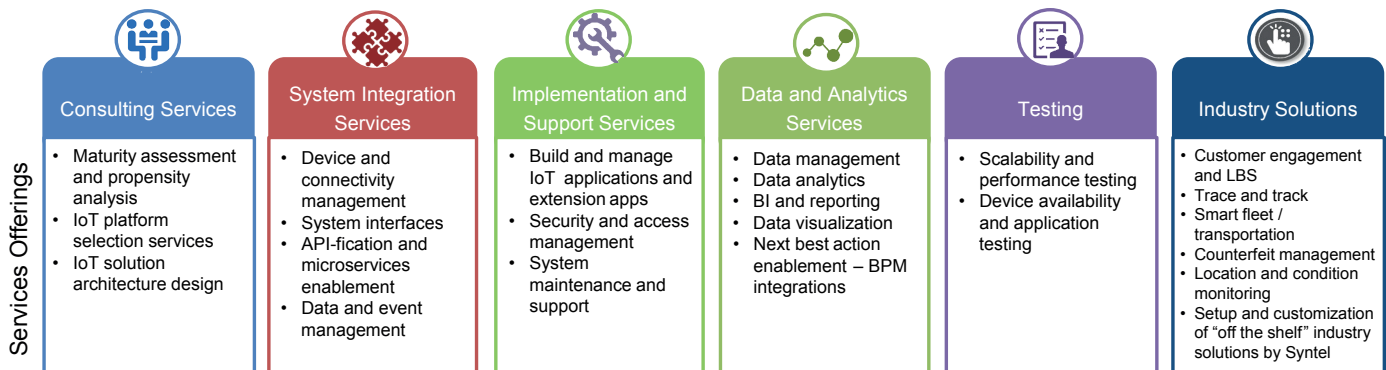 Services Offerings
Consulting Services
• Maturity assessment
and propensity
analysis
• IoT platform
selection services
• IoT solution
architecture design
System Integration
Services
• Device and
connectivity
management
• System interfaces
• API-fication and
microservices
enablement
• Data and event
management
Implementation and
Support Services
• Build and manage
IoT applications and
extension apps
• Security and access
management
• System
maintenance and
support
Data and Analytics
Services
• Data management
• Data analytics
• BI and reporting
• Data visualization
• Next best action
enablement – BPM
integrations
Testing
• Scalability and
performance testing
• Device availability
and application
testing
Industry Solutions
• Customer engagement
and LBS
• Trace and track
• Smart fleet /
transportation
• Counterfeit management
• Location and condition
monitoring
• Setup and customization
of “off the shelf” industry
solutions by Syntel